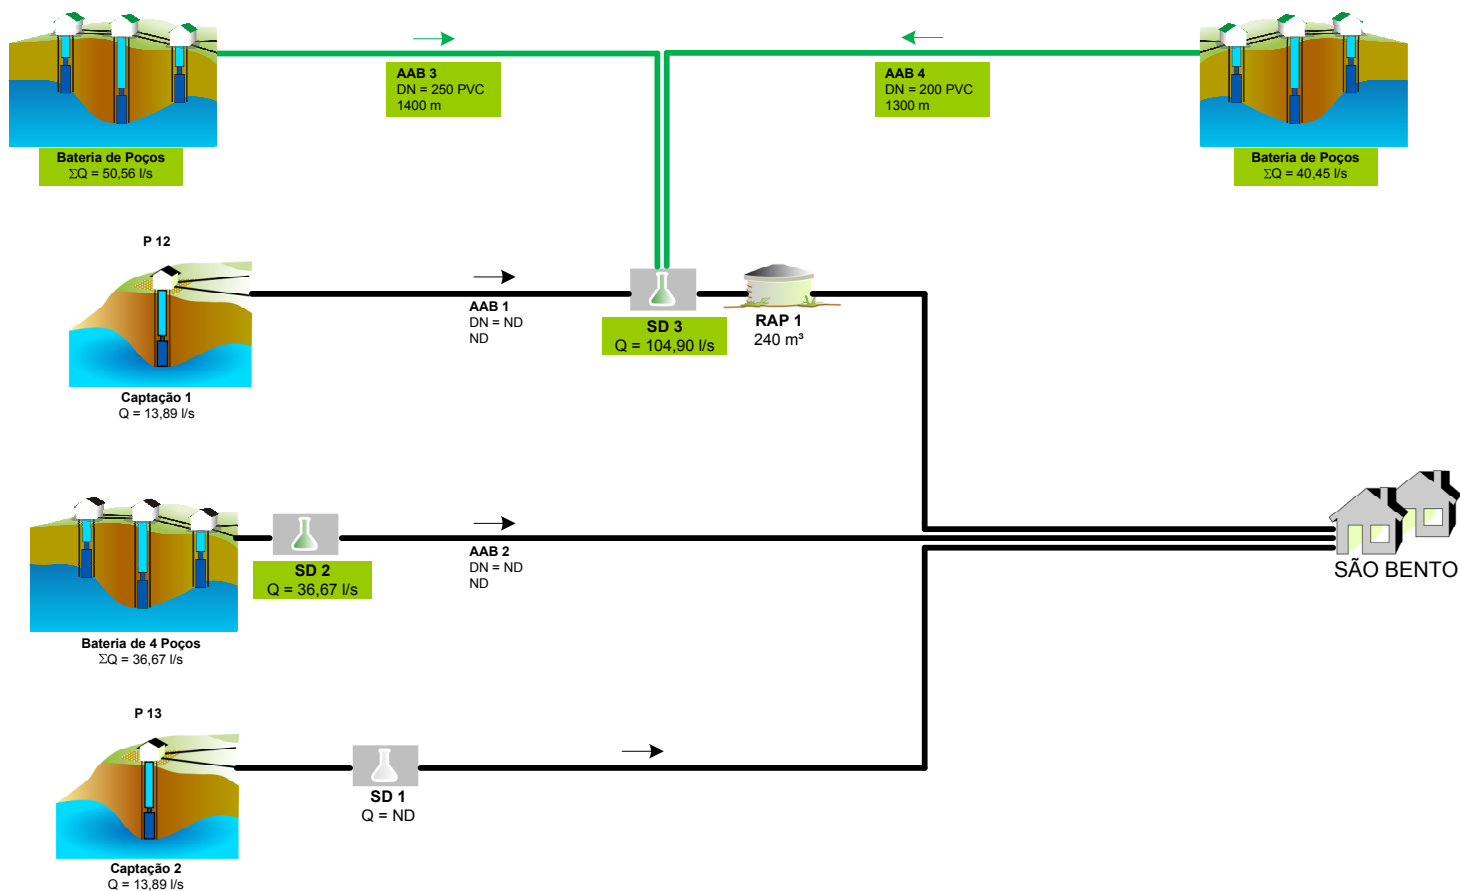 AAB 3
DN = 250 PVC
1400 m
AAB 4
DN = 200 PVC
1300 m
Bateria de Poços
ΣQ = 50,56 l/s
Bateria de Poços
ΣQ = 40,45 l/s
P 12
AAB 1
DN = ND
ND
SD 3
Q = 104,90 l/s
RAP 1
240 m³
Captação 1
Q = 13,89 l/s
SD 2
Q = 36,67 l/s
AAB 2
DN = ND
ND
SÃO BENTO
Bateria de 4 Poços
ΣQ = 36,67 l/s
P 13
SD 1
Q = ND
Captação 2
Q = 13,89 l/s